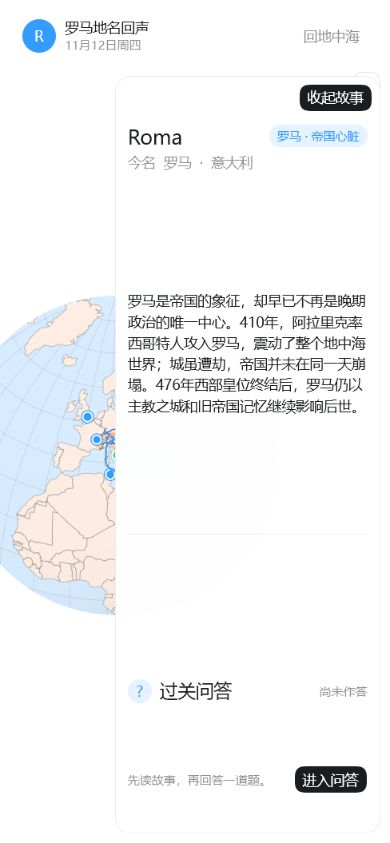 R
罗马地名回声
11月12日周四
回地中海
收起故事
Roma
罗马 · 帝国心脏
今名 罗马 · 意大利
罗马是帝国的象征，却早已不再是晚期
政治的唯一中心。410年，阿拉里克率
西哥特人攻入罗马，震动了整个地中海
世界；城虽遭劫，帝国并未在同一天崩
塌。476年西部皇位终结后，罗马仍以
主教之城和旧帝国记忆继续影响后世。
?
过关问答
尚未作答
先读故事，再回答一道题。
进入问答